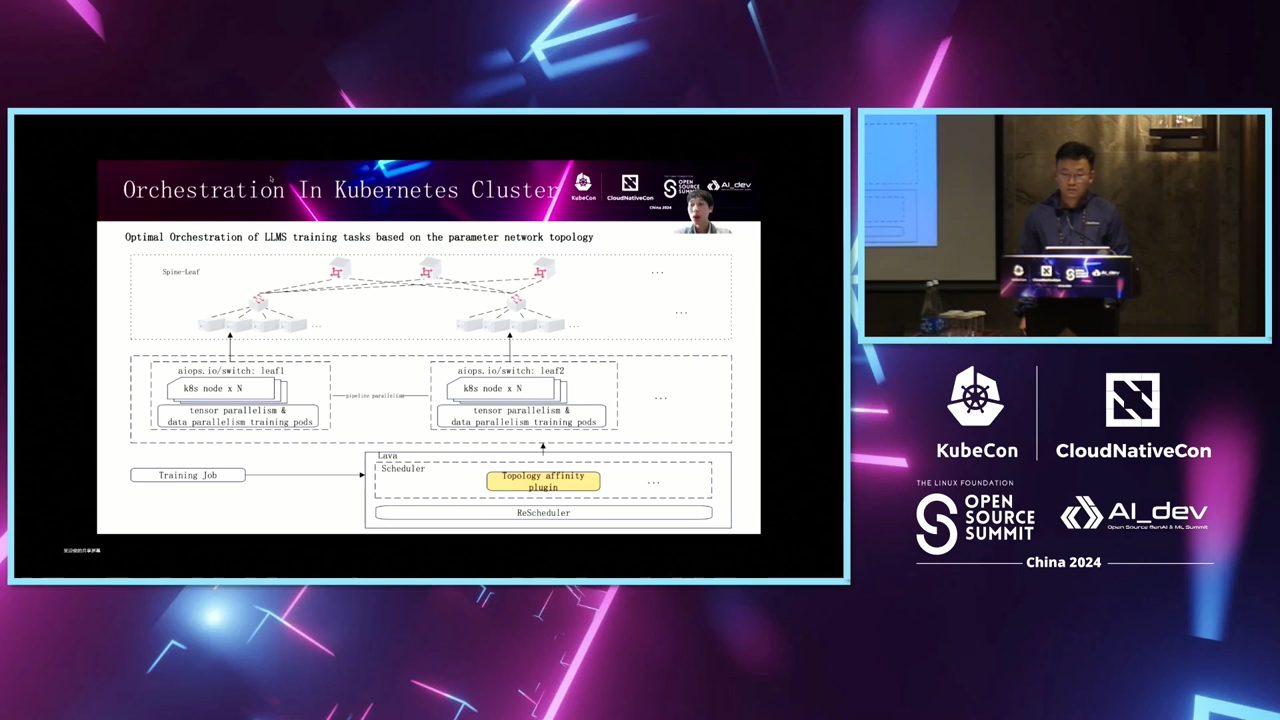 Orchestration In Kubernetes Cluster
KubeCon
CloudNativeCon
THE LINUX FOUNDATION
OPEN
SOURCE
SUMMIT
AI_dev
China 2024
Optimal Orchestration of LLMS training tasks based on the parameter network topology
Spine-Leaf
...
...
...
...
aiops.io/switch: leaf1
k8s node x N
tensor parallelism &
data parallelism training pods
pipeline parallelism
aiops.io/switch: leaf2
k8s node x N
tensor parallelism &
data parallelism training pods
...
Training Job
Lava
Scheduler
Topology affinity
plugin
...
ReScheduler
KubeCon
CloudNativeCon
THE LINUX FOUNDATION
OPEN
SOURCE
SUMMIT
AI_dev
Open Source GenAI & ML Summit
China 2024